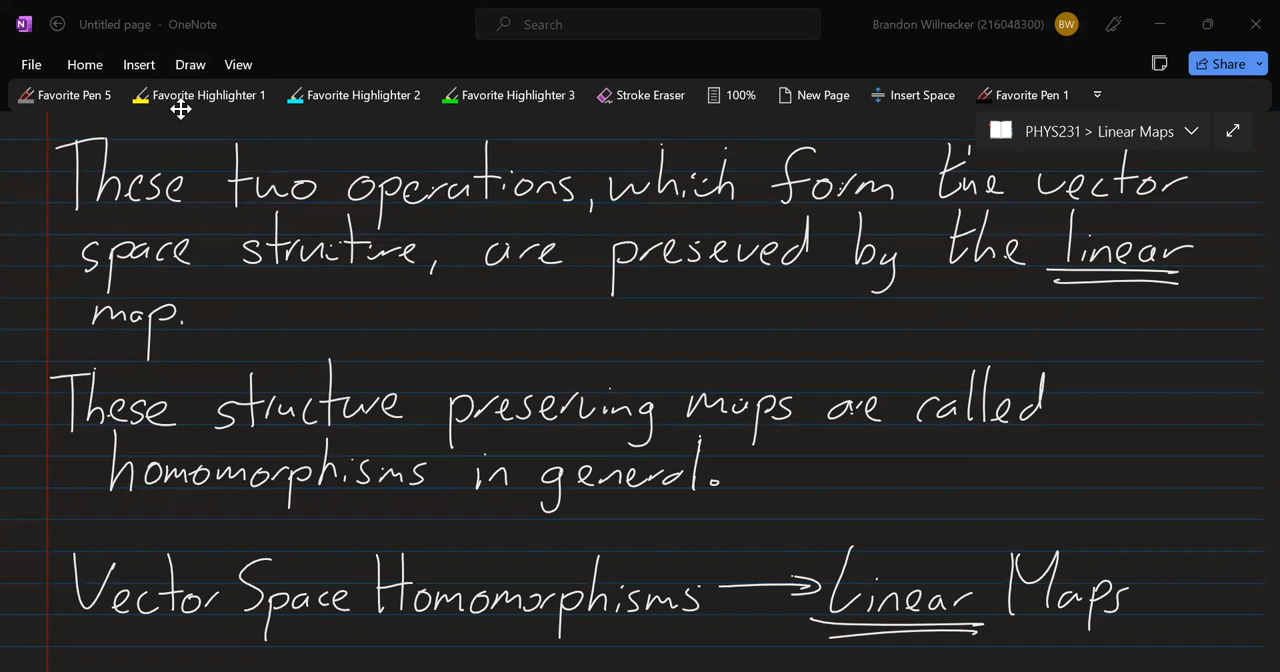 Untitled page - OneNote
Search
Brandon Willnecker (216048300) BW
File Home Insert Draw View
Share
Favorite Pen 5 Favorite Highlighter 1 Favorite Highlighter 2 Favorite Highlighter 3 Stroke Eraser 100% New Page Insert Space Favorite Pen 1
PHYS231 > Linear Maps
These two operations, which form the vector
space structure, are preseved by the linear
map.
These structure preserving maps are called
homomorphisms in general.
Vector Space Homomorphisms → Linear Maps